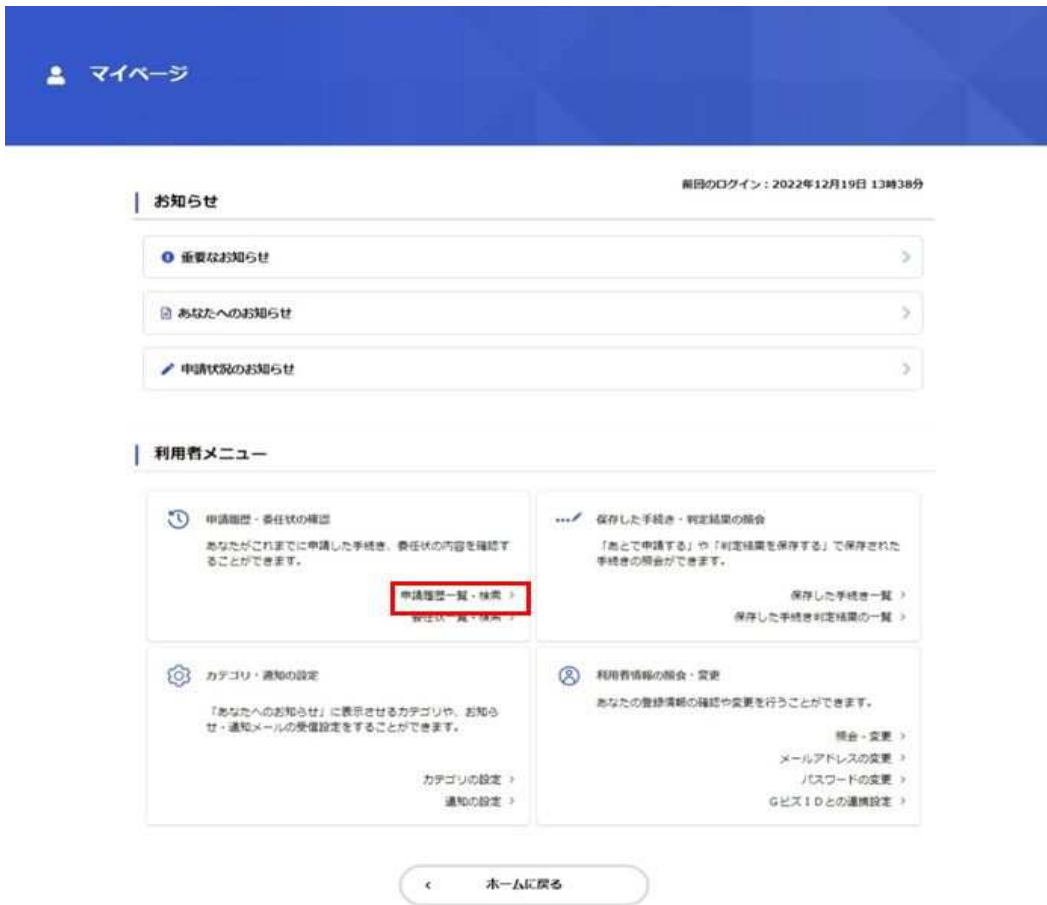 マイページ
前回のログイン：2022年12月19日 13時38分
お知らせ
重要なお知らせ
あなたへのお知らせ
申請状況のお知らせ
利用者メニュー
申請履歴・委任状の確認
あなたがこれまでに申請した手続き、委任状の内容を確認す
ることができます。
申請履歴一覧・検索
委任状一覧・検索
保存した手続き・判定結果の照会
「あとで申請する」や「判定結果を保存する」で保存された
手続きの照会ができます。
保存した手続き一覧
保存した手続き判定結果の一覧
カテゴリ・通知の設定
「あなたへのお知らせ」に表示させるカテゴリや、お知ら
せ・通知メールの受信設定をすることができます。
カテゴリの設定
通知の設定
利用者情報の照会・変更
あなたの登録情報の確認や変更を行うことができます。
照会・変更
メールアドレスの変更
パスワードの変更
GビズIDとの連携設定
ホームに戻る